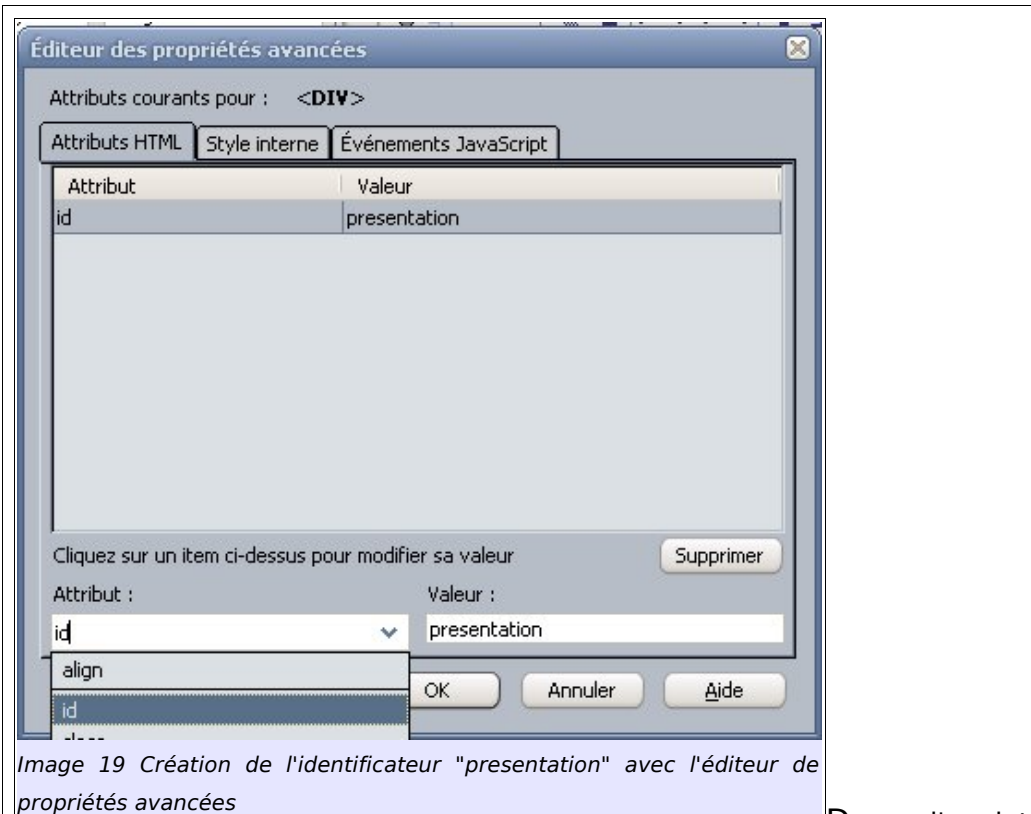 Éditeur des propriétés avancées
Attributs courants pour : <DIV>
Attributs HTML Style interne Événements JavaScript
Attribut Valeur
id presentation
Cliquez sur un item ci-dessus pour modifier sa valeur Supprimer
Attribut : Valeur :
id presentation
align
OK Annuler Aide
id
Image 19 Création de l'identificateur "presentation" avec l'éditeur de
propriétés avancées